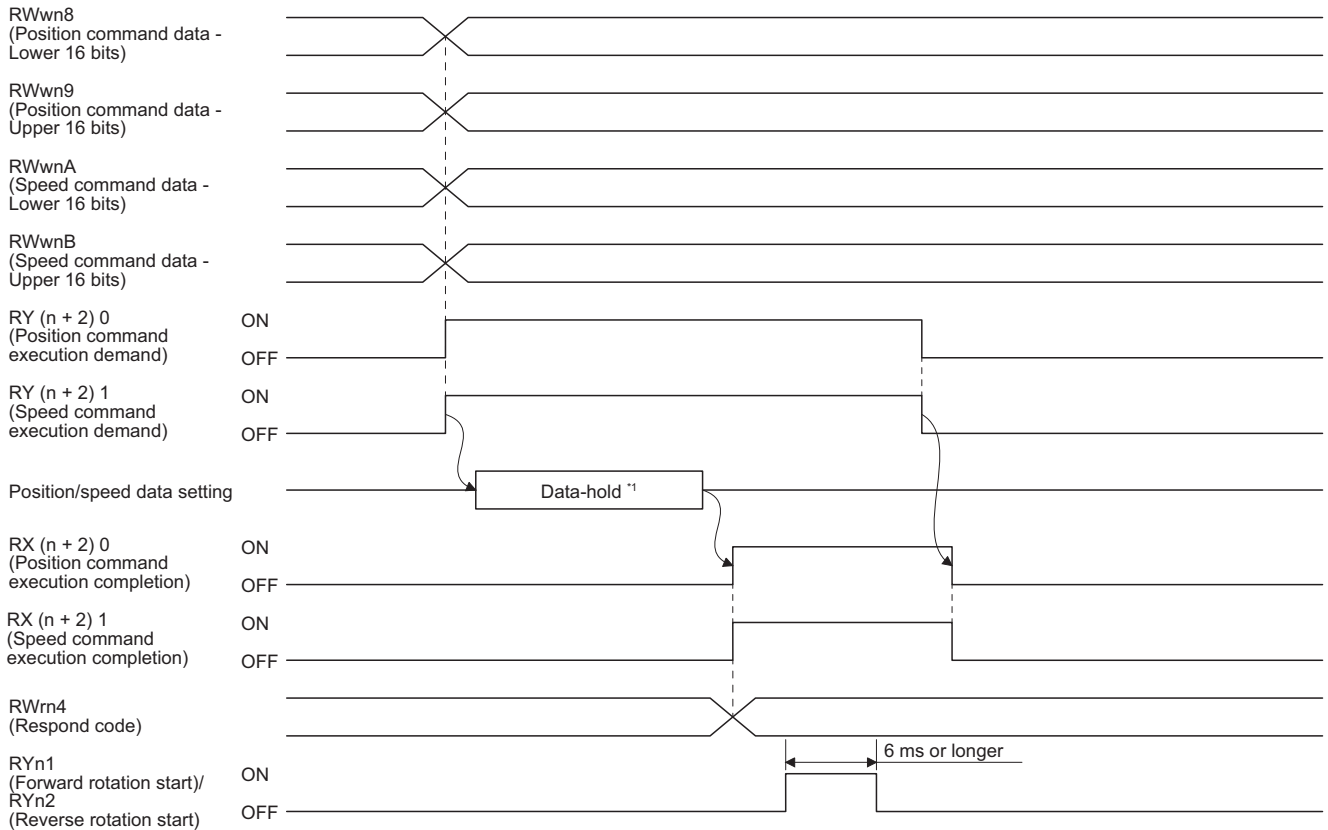 RWwn8
(Position command data -
Lower 16 bits)
RWwn9
(Position command data -
Upper 16 bits)
RWwnA
(Speed command data -
Lower 16 bits)
RWwnB
(Speed command data -
Upper 16 bits)
RY (n + 2) 0
(Position command
execution demand)
ON
OFF
RY (n + 2) 1
(Speed command
execution demand)
ON
OFF
Position/speed data setting
Data-hold *1
RX (n + 2) 0
(Position command
execution completion)
ON
OFF
RX (n + 2) 1
(Speed command
execution completion)
ON
OFF
RWrn4
(Respond code)
RYn1
(Forward rotation start)/
RYn2
(Reverse rotation start)
ON
OFF
6 ms or longer